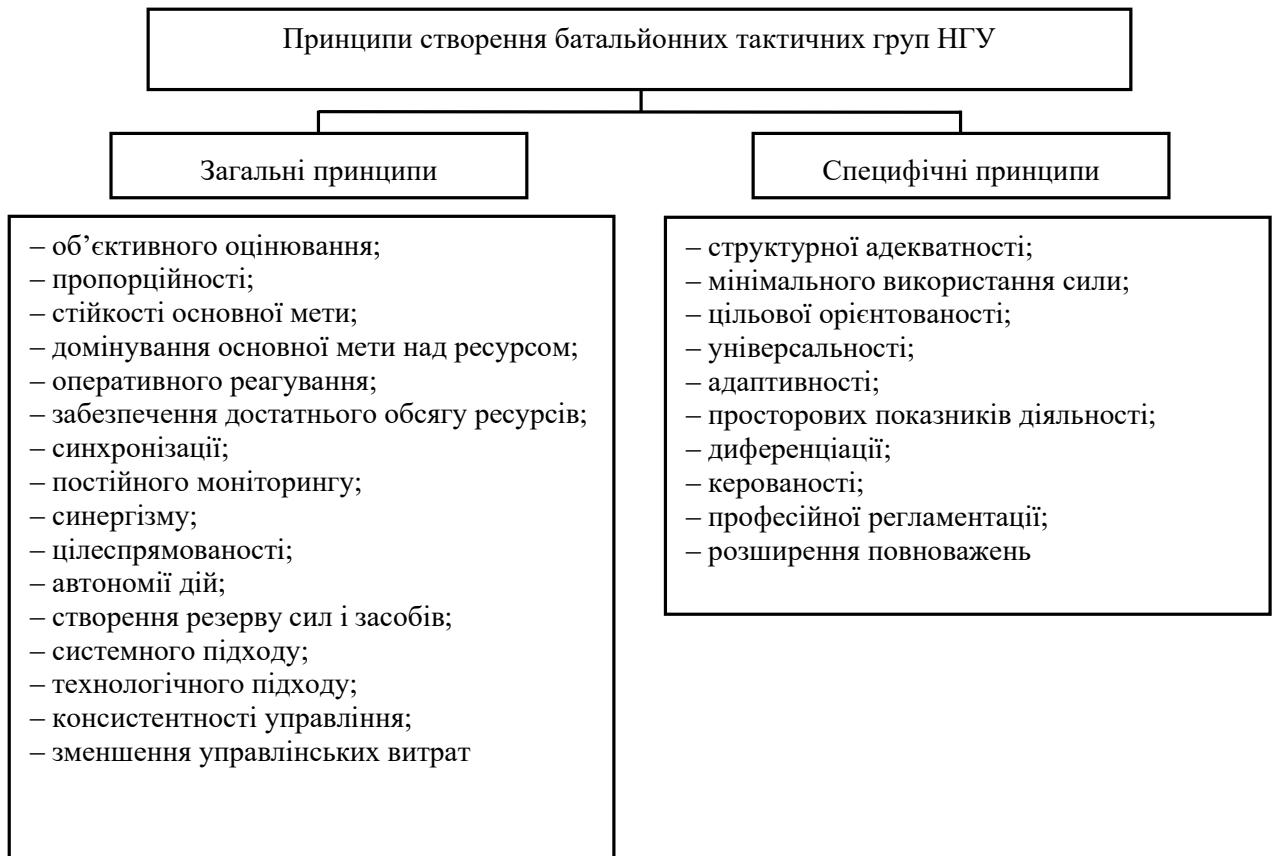 Принципи створення батальйонних тактичних груп НГУ
Загальні принципи
Специфічні принципи
– об’єктивного оцінювання;
– пропорційності;
– стійкості основної мети;
– домінування основної мети над ресурсом;
– оперативного реагування;
– забезпечення достатнього обсягу ресурсів;
– синхронізації;
– постійного моніторингу;
– синергізму;
– цілеспрямованості;
– автономії дій;
– створення резерву сил і засобів;
– системного підходу;
– технологічного підходу;
– консистентності управління;
– зменшення управлінських витрат
– структурної адекватності;
– мінімального використання сили;
– цільової орієнтованості;
– універсальності;
– адаптивності;
– просторових показників діяльності;
– диференціації;
– керованості;
– професійної регламентації;
– розширення повноважень